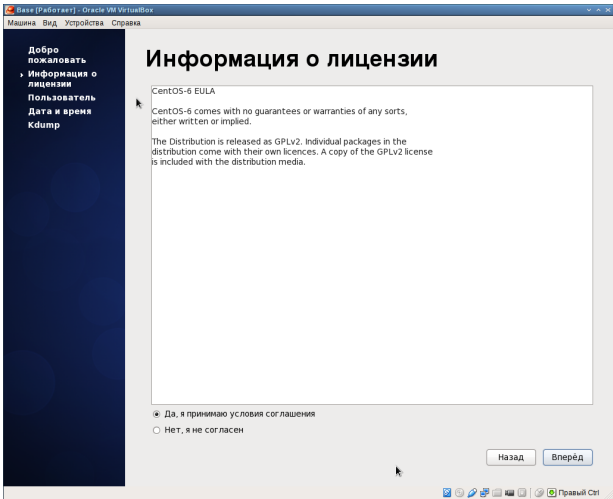 Base [Работает] - Oracle VM VirtualBox
Машина Вид Устройства Справка
Добро
пожаловать
Информация о
лицензии
Пользователь
Дата и время
Kdump
Информация о лицензии
CentOS-6 EULA
CentOS-6 comes with no guarantees or warranties of any sorts,
either written or implied.
The Distribution is released as GPLv2. Individual packages in the
distribution come with their own licences. A copy of the GPLv2 license
is included with the distribution media.
Да, я принимаю условия соглашения
Нет, я не согласен
Назад
Вперёд
Правый Ctrl